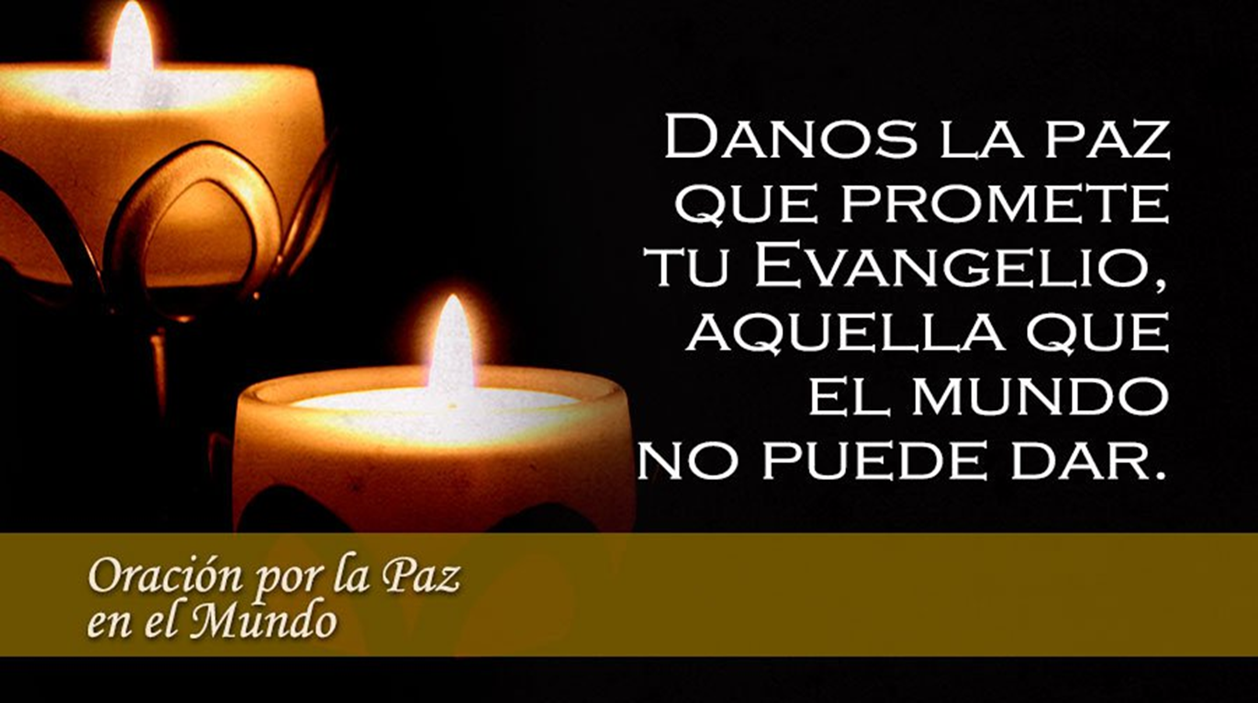 Danos la paz
que promete
tu Evangelio,
aquella que
el mundo
no puede dar.
Oración por la Paz
en el Mundo